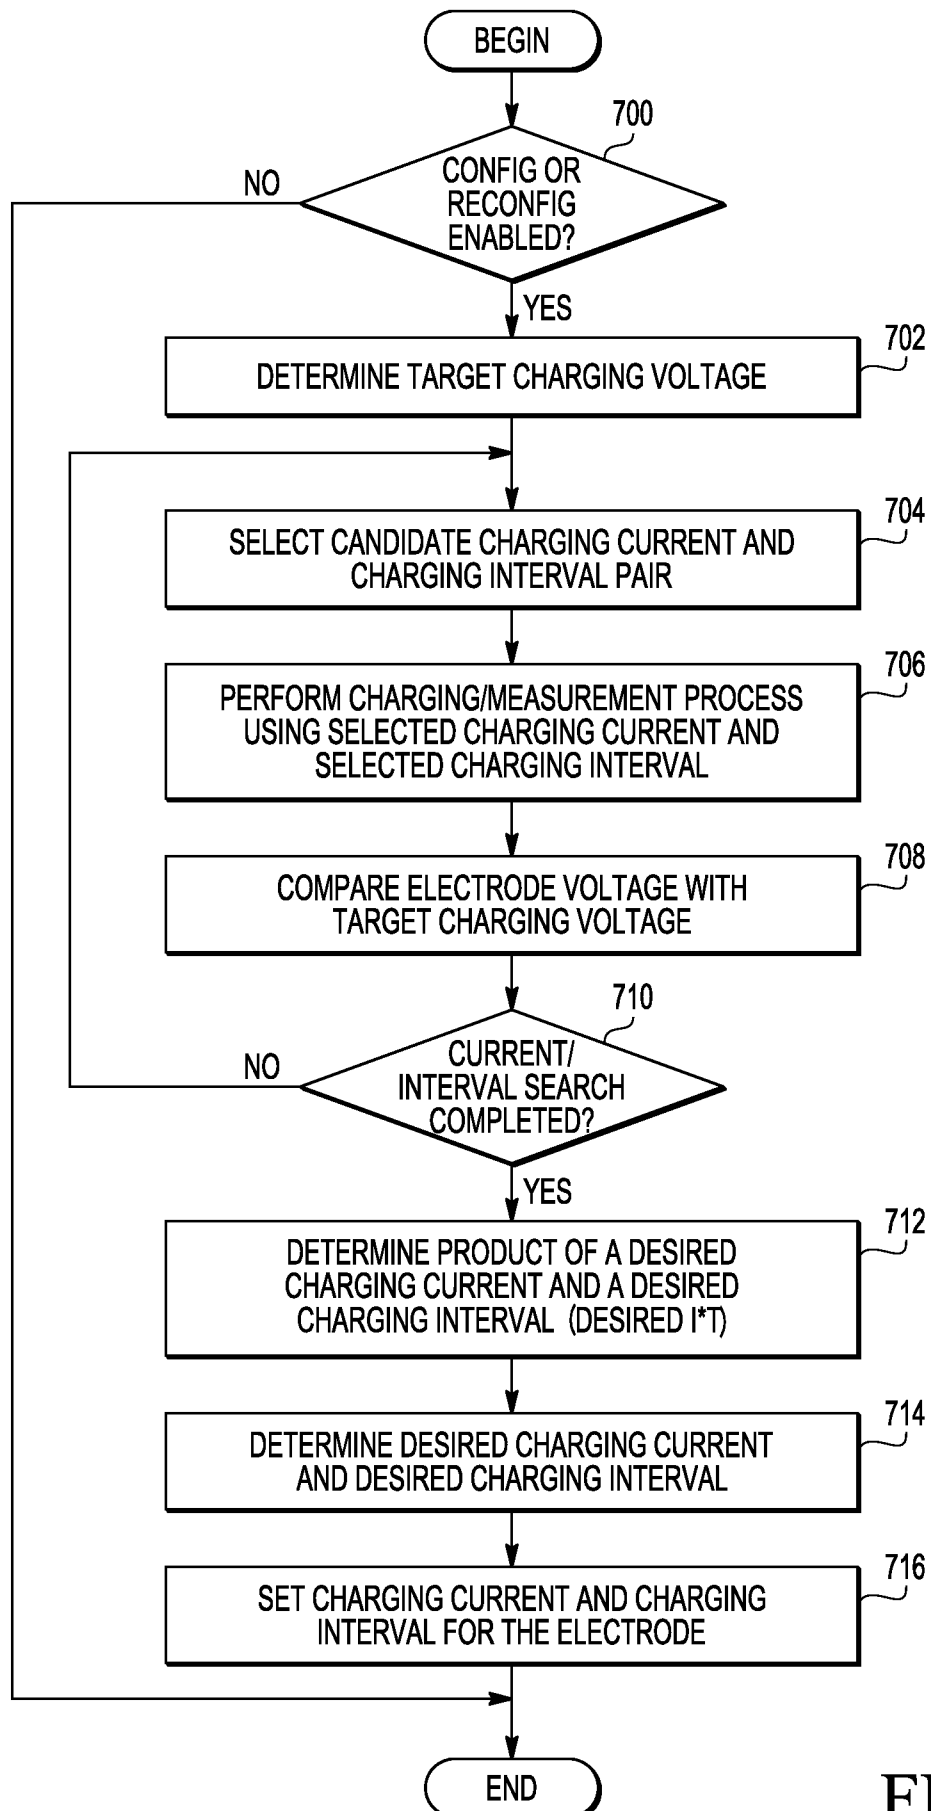 BEGIN
700
CONFIG OR
RECONFIG
ENABLED?
NO
YES
702
DETERMINE TARGET CHARGING VOLTAGE
704
SELECT CANDIDATE CHARGING CURRENT AND
CHARGING INTERVAL PAIR
706
PERFORM CHARGING/MEASUREMENT PROCESS
USING SELECTED CHARGING CURRENT AND
SELECTED CHARGING INTERVAL
708
COMPARE ELECTRODE VOLTAGE WITH
TARGET CHARGING VOLTAGE
710
CURRENT/
INTERVAL SEARCH
COMPLETED?
NO
YES
712
DETERMINE PRODUCT OF A DESIRED
CHARGING CURRENT AND A DESIRED
CHARGING INTERVAL (DESIRED I*T)
714
DETERMINE DESIRED CHARGING CURRENT
AND DESIRED CHARGING INTERVAL
716
SET CHARGING CURRENT AND CHARGING
INTERVAL FOR THE ELECTRODE
END